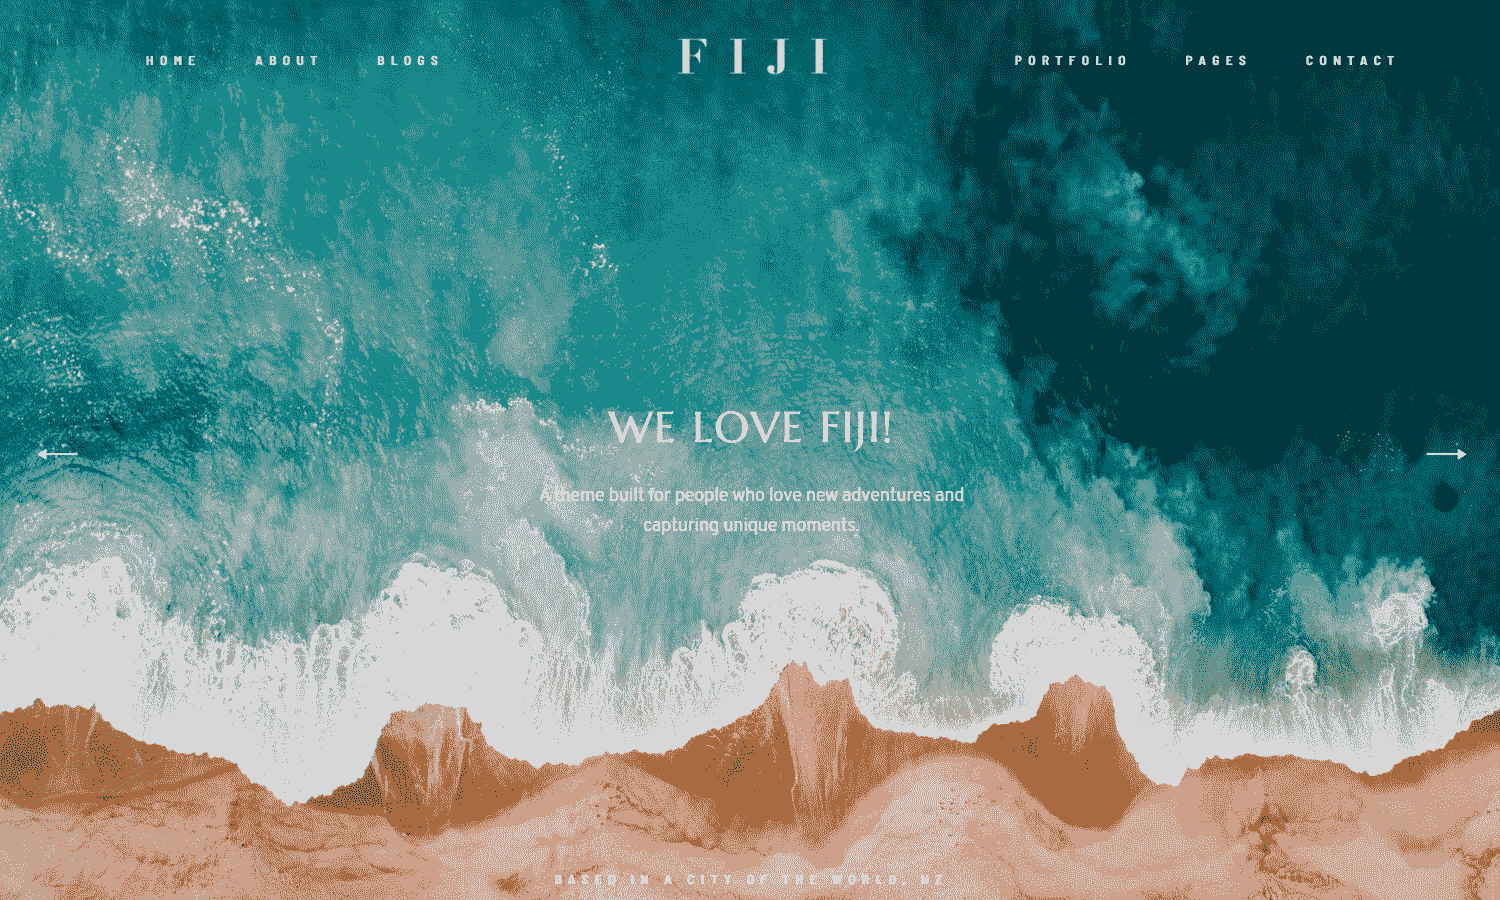 HOME ABOUT BLOGS FIJI PORTFOLIO PAGES CONTACT
WE LOVE FIJI!
A theme built for people who love new adventures and
capturing unique moments.
BASED IN A CITY OF THE WORLD, NZ